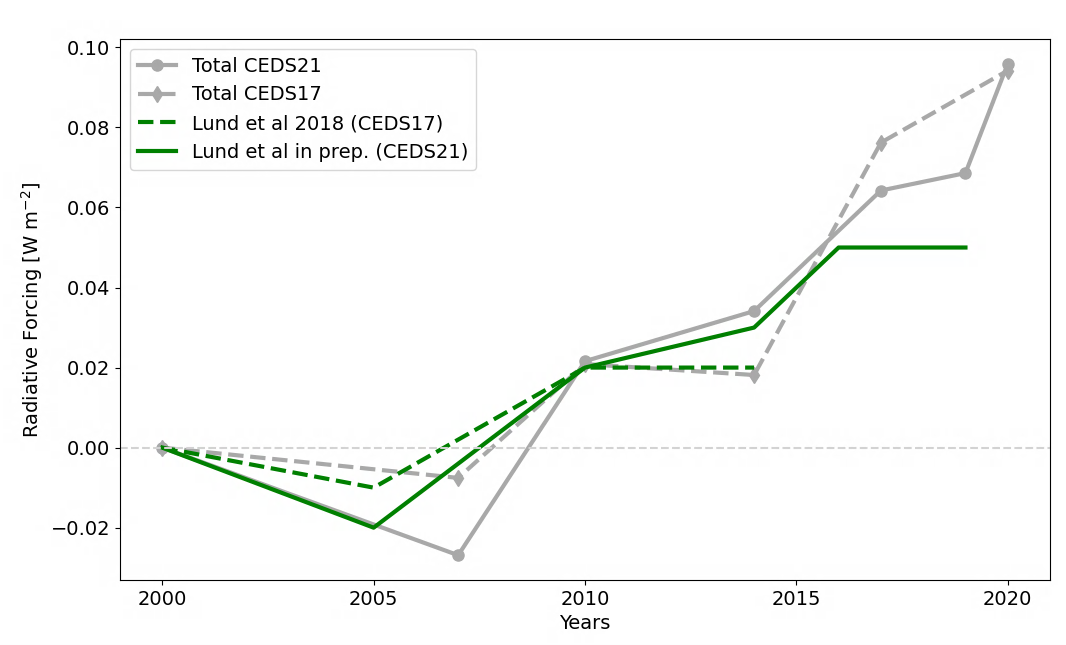 0.10
0.08
0.06
0.04
0.02
0.00
−0.02
Radiative Forcing [W m⁻²]
Total CEDS21
Total CEDS17
Lund et al 2018 (CEDS17)
Lund et al in prep. (CEDS21)
2000 2005 2010 2015 2020
Years